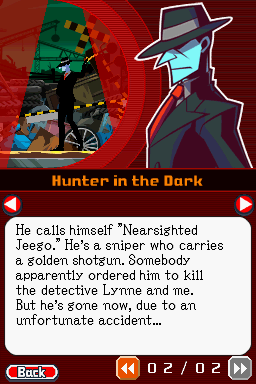 Hunter in the Dark
He calls himself "Nearsighted
Jeego." He's a sniper who carries
a golden shotgun. Somebody
apparently ordered him to kill
the detective Lynne and me.
But he's gone now, due to an
unfortunate accident...
Back
02/02